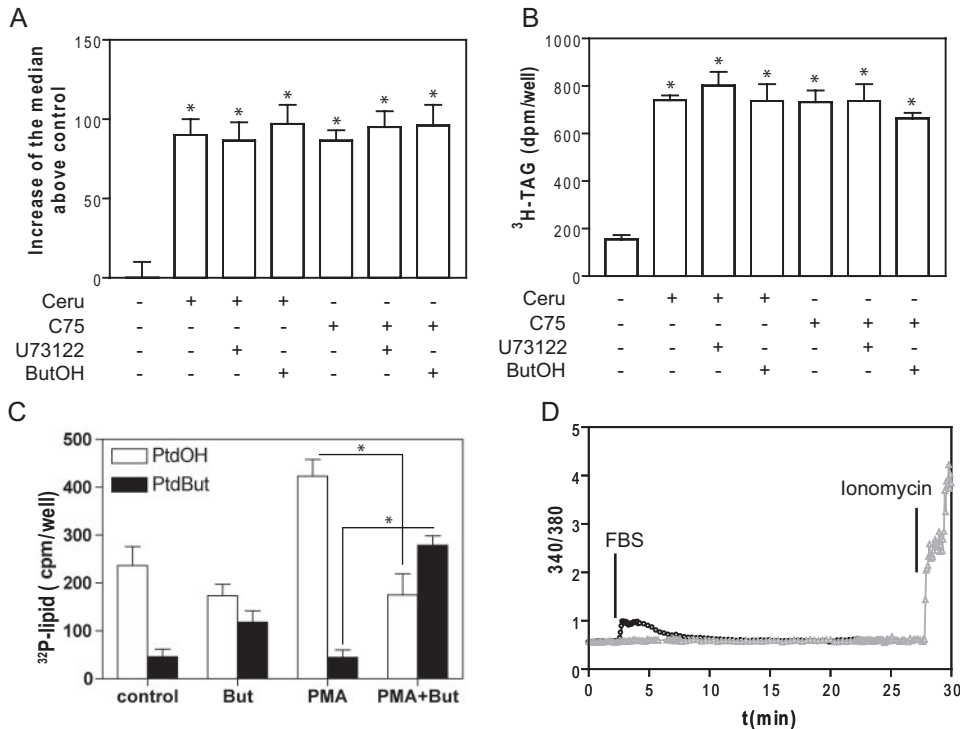 A
Increase of the median
above control
150
100
50
0
Ceru - + + + - - -
C75 - - - - + + +
U73122 - - + - - + -
ButOH - - - + - - +
* * * * * *
B
³H-TAG (dpm/well)
1000
800
600
400
200
0
Ceru - + + + - - -
C75 - - - - + + +
U73122 - - + - - + -
ButOH - - - + - - +
* * * * * *
C
³²P-lipid ( cpm/well)
500
400
300
200
100
0
PtdOH
PtdBut
* *
control But PMA PMA+But
D
340/380
5
4
2
1
0
FBS
Ionomycin
0 5 10 15 20 25 30
t(min)